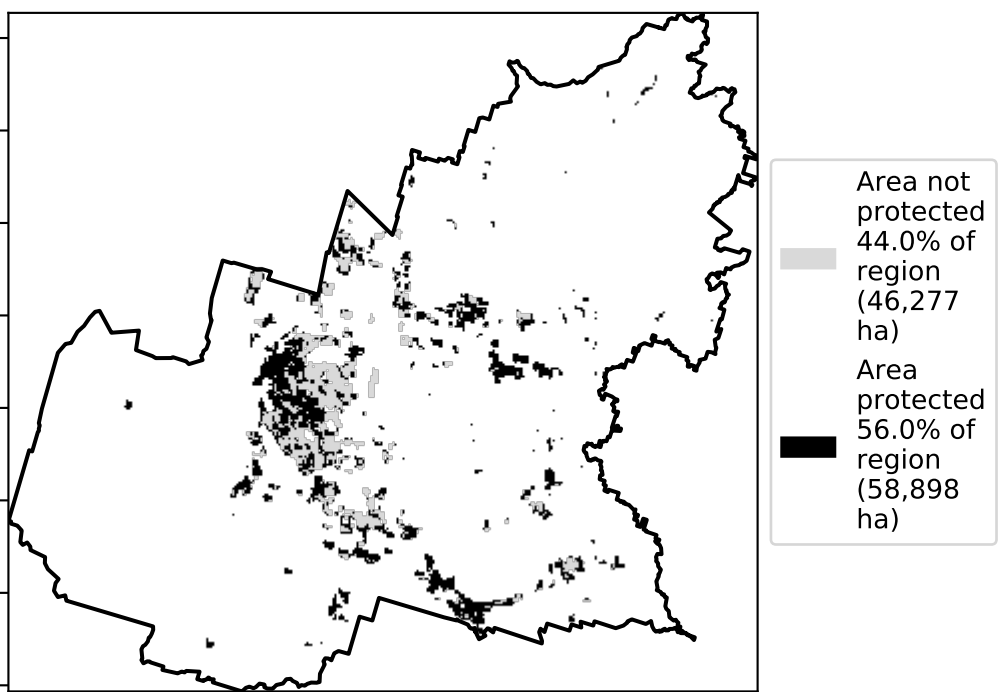 Area not
protected
44.0% of
region
(46,277
ha)
Area
protected
56.0% of
region
(58,898
ha)